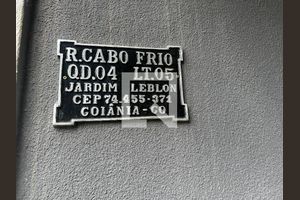 R.CABO FRIO
QD.04 LT.05
JARDIM LEBLON
CEP 74.455-371
GOIÂNIA-GO